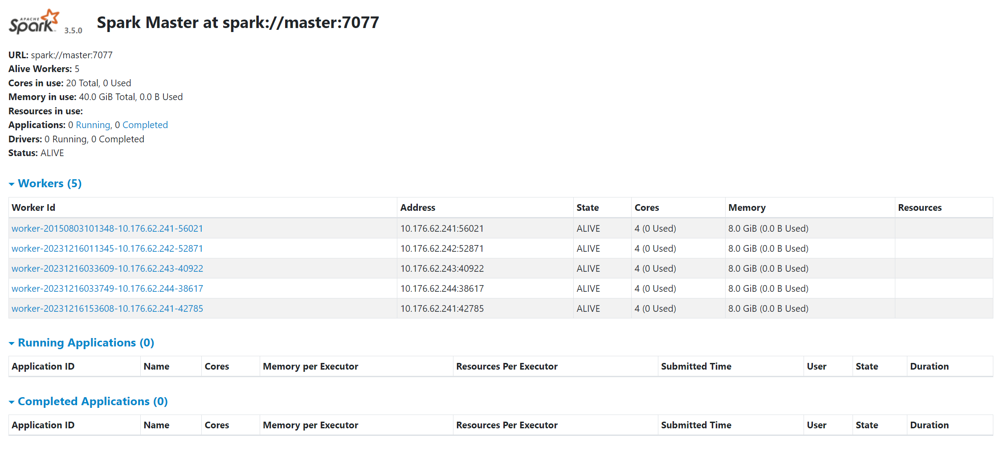 APACHE
Spark 3.5.0 Spark Master at spark://master:7077
URL: spark://master:7077
Alive Workers: 5
Cores in use: 20 Total, 0 Used
Memory in use: 40.0 GiB Total, 0.0 B Used
Resources in use:
Applications: 0 Running, 0 Completed
Drivers: 0 Running, 0 Completed
Status: ALIVE
Workers (5)
Worker Id Address State Cores Memory Resources
worker-20150803101348-10.176.62.241-56021 10.176.62.241:56021 ALIVE 4 (0 Used) 8.0 GiB (0.0 B Used)
worker-20231216011345-10.176.62.242-52871 10.176.62.242:52871 ALIVE 4 (0 Used) 8.0 GiB (0.0 B Used)
worker-20231216033609-10.176.62.243-40922 10.176.62.243:40922 ALIVE 4 (0 Used) 8.0 GiB (0.0 B Used)
worker-20231216033749-10.176.62.244-38617 10.176.62.244:38617 ALIVE 4 (0 Used) 8.0 GiB (0.0 B Used)
worker-20231216153608-10.176.62.241-42785 10.176.62.241:42785 ALIVE 4 (0 Used) 8.0 GiB (0.0 B Used)
Running Applications (0)
Application ID Name Cores Memory per Executor Resources Per Executor Submitted Time User State Duration
Completed Applications (0)
Application ID Name Cores Memory per Executor Resources Per Executor Submitted Time User State Duration